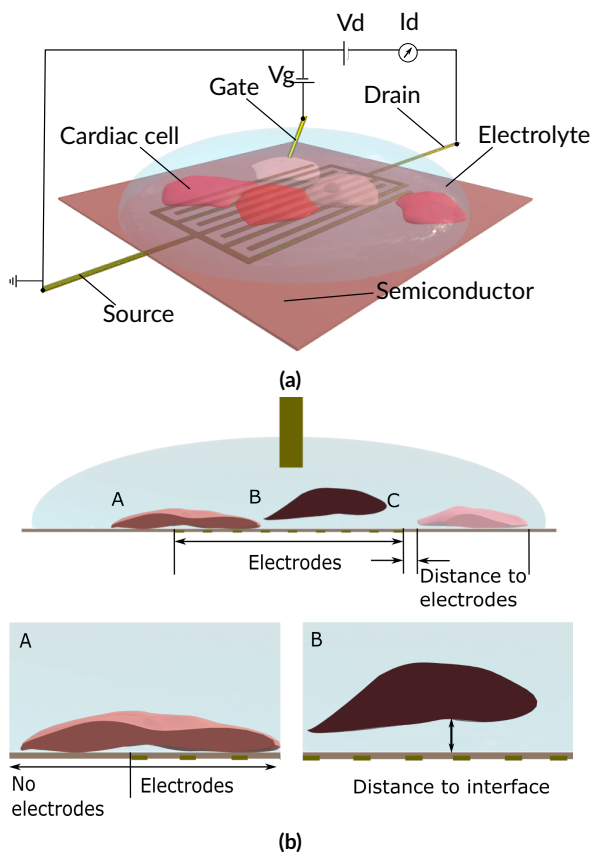 Vd
Id
Vg
Gate
Drain
Cardiac cell
Electrolyte
Source
Semiconductor
(a)
A
B
C
Electrodes
Distance to
electrodes
A
No
electrodes
Electrodes
B
Distance to interface
(b)